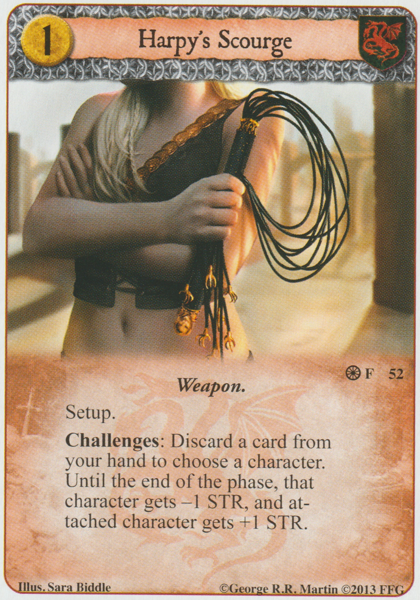 1
Harpy's Scourge
F 52
Weapon.
Setup.
Challenges: Discard a card from
your hand to choose a character.
Until the end of the phase, that
character gets –1 STR, and at-
tached character gets +1 STR.
Illus. Sara Biddle
©George R.R. Martin ©2013 FFG